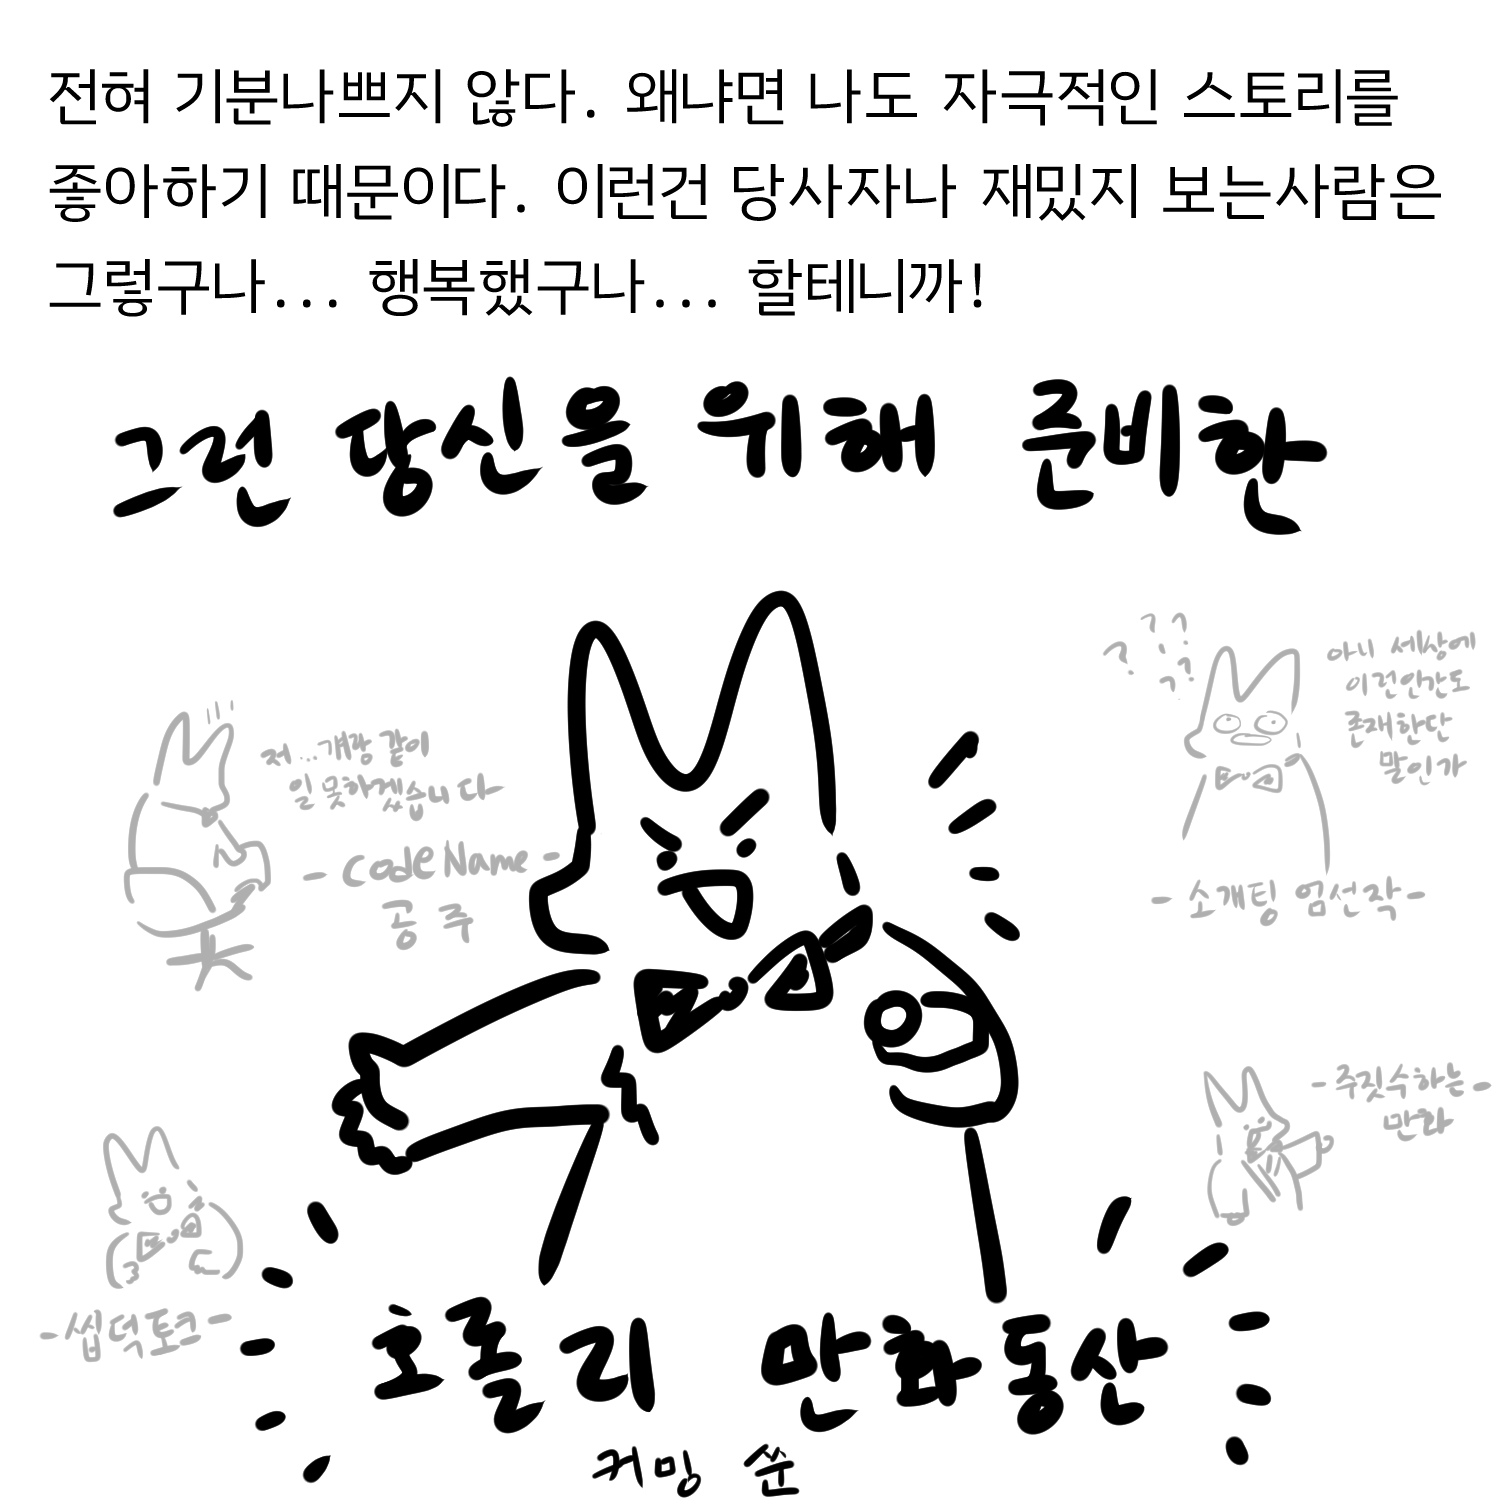 전혀 기분나쁘지 않다. 왜냐면 나도 자극적인 스토리를
좋아하기 때문이다. 이런건 당사자나 재밌지 보는사람은
그렇구나... 행복했구나... 할테니까!
그런 당신을 위해 준비한
???
??
아니 세상에
이런인간도
존재한단
말인가
- 소개팅 엄선작 -
저...걔랑 같이
일 못하겠습니다
- Code Name -
공주
- 주짓수하는 -
만화
- 씹덕토크 -
호롤리 만화동산
커밍 쑨